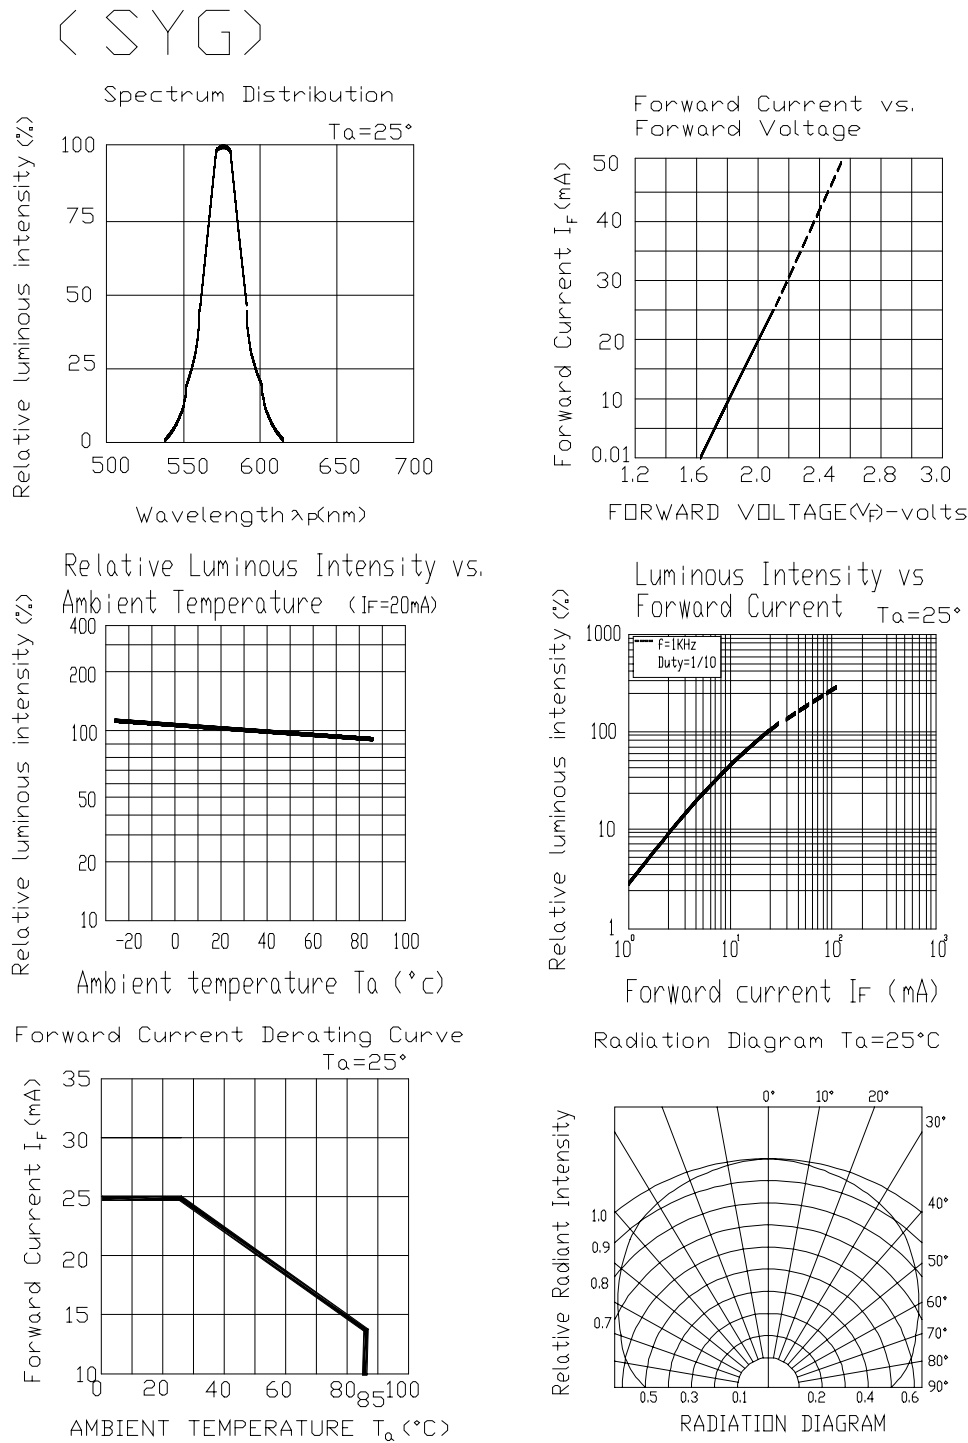 (SYG)
Spectrum Distribution
Ta=25°
Relative luminous intensity (%)
100
75
50
25
0
500 550 600 650 700
Wavelength λp(nm)
Forward Current vs.
Forward Voltage
Forward Current IF (mA)
50
40
30
20
10
0.01
1.2 1.6 2.0 2.4 2.8 3.0
FORWARD VOLTAGE(VF)-volts
Relative Luminous Intensity vs.
Ambient Temperature (IF=20mA)
Relative luminous intensity (%)
400
200
100
50
20
10
-20 0 20 40 60 80 100
Ambient temperature Ta (°c)
Luminous Intensity vs
Forward Current Ta=25°
Relative luminous intensity (%)
f=1KHz
Duty=1/10
1000
100
10
1
10⁰ 10¹ 10² 10³
Forward current IF (mA)
Forward Current Derating Curve
Ta=25°
Forward Current IF (mA)
35
30
25
20
15
10
0 20 40 60 80 85 100
AMBIENT TEMPERATURE Ta (°C)
Radiation Diagram Ta=25°C
Relative Radiant Intensity
0° 10° 20°
30°
40°
50°
60°
70°
80°
90°
1.0
0.9
0.8
0.7
0.5 0.3 0.1 0.2 0.4 0.6
RADIATION DIAGRAM